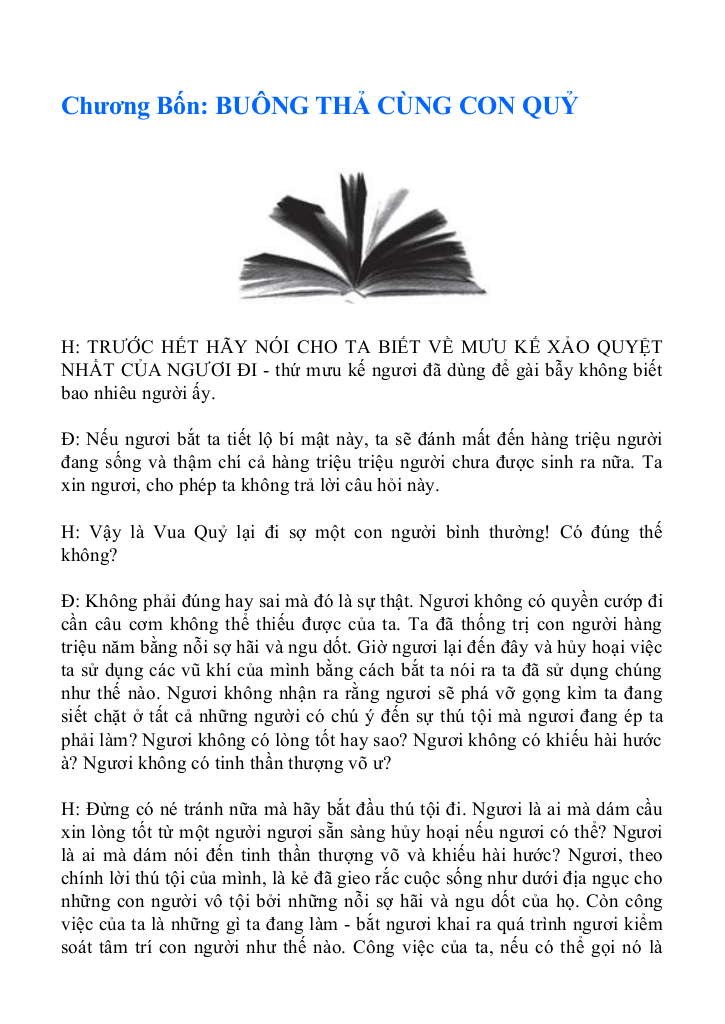 Chương Bốn: BUÔNG THẢ CÙNG CON QUỶ
H: TRƯỚC HẾT HÃY NÓI CHO TA BIẾT VỀ MƯU KẾ XẢO QUYỆT
NHẤT CỦA NGƯƠI ĐI - thứ mưu kế ngươi đã dùng để gài bẫy không biết
bao nhiêu người ấy.
Đ: Nếu ngươi bắt ta tiết lộ bí mật này, ta sẽ đánh mất đến hàng triệu người
đang sống và thậm chí cả hàng triệu triệu người chưa được sinh ra nữa. Ta
xin ngươi, cho phép ta không trả lời câu hỏi này.
H: Vậy là Vua Quỷ lại đi sợ một con người bình thường! Có đúng thế
không?
Đ: Không phải đúng hay sai mà đó là sự thật. Ngươi không có quyền cướp đi
cần câu cơm không thể thiếu được của ta. Ta đã thống trị con người hàng
triệu năm bằng nỗi sợ hãi và ngu dốt. Giờ ngươi lại đến đây và hủy hoại việc
ta sử dụng các vũ khí của mình bằng cách bắt ta nói ra ta đã sử dụng chúng
như thế nào. Ngươi không nhận ra rằng ngươi sẽ phá vỡ gọng kìm ta đang
siết chặt ở tất cả những người có chú ý đến sự thú tội mà ngươi đang ép ta
phải làm? Ngươi không có lòng tốt hay sao? Ngươi không có khiếu hài hước
à? Ngươi không có tinh thần thượng võ ư?
H: Đừng có né tránh nữa mà hãy bắt đầu thú tội đi. Ngươi là ai mà dám cầu
xin lòng tốt từ một người ngươi sẵn sàng hủy hoại nếu ngươi có thể? Ngươi
là ai mà dám nói đến tinh thần thượng võ và khiếu hài hước? Ngươi, theo
chính lời thú tội của mình, là kẻ đã gieo rắc cuộc sống như dưới địa ngục cho
những con người vô tội bởi những nỗi sợ hãi và ngu dốt của họ. Còn công
việc của ta là những gì ta đang làm - bắt ngươi khai ra quá trình ngươi kiểm
soát tâm trí con người như thế nào. Công việc của ta, nếu có thể gọi nó là